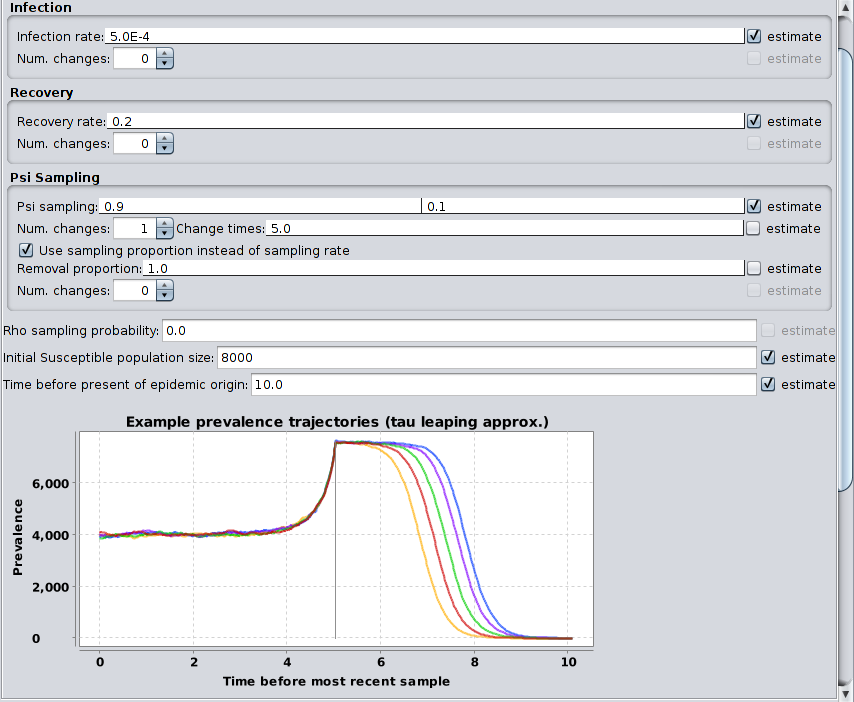 Infection
Infection rate: 5.0E-4 estimate
Num. changes: 0 estimate
Recovery
Recovery rate: 0.2 estimate
Num. changes: 0 estimate
Psi Sampling
Psi sampling: 0.9 0.1 estimate
Num. changes: 1 Change times: 5.0 estimate
Use sampling proportion instead of sampling rate
Removal proportion: 1.0 estimate
Num. changes: 0 estimate
Rho sampling probability: 0.0 estimate
Initial Susceptible population size: 8000 estimate
Time before present of epidemic origin: 10.0 estimate
Example prevalence trajectories (tau leaping approx.)
Prevalence
6,000
4,000
2,000
0
0 2 4 6 8 10
Time before most recent sample